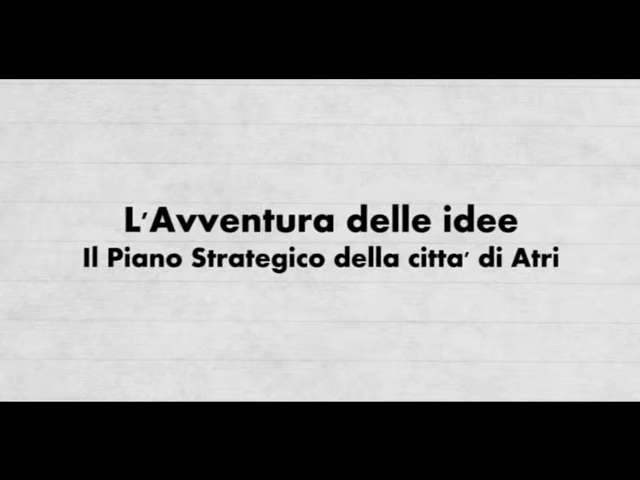 L'Avventura delle idee
Il Piano Strategico della citta' di Atri